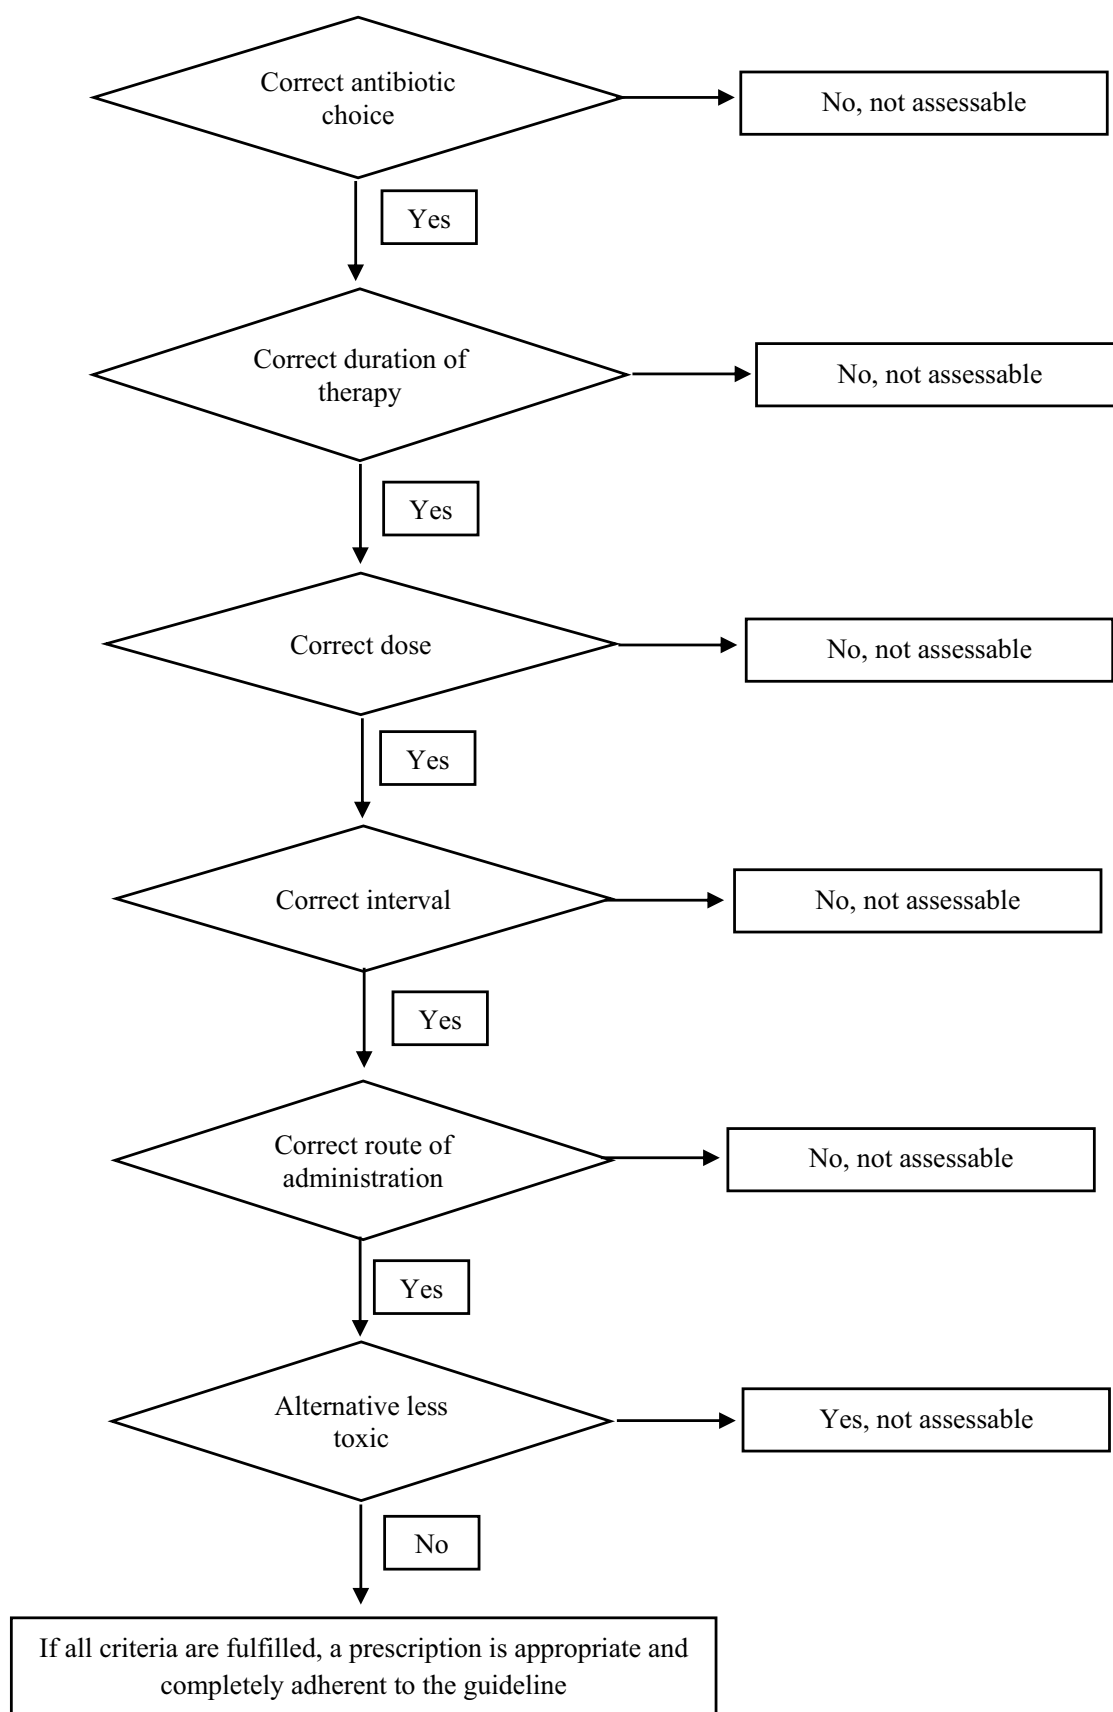 Correct antibiotic
choice
No, not assessable
Yes
Correct duration of
therapy
No, not assessable
Yes
Correct dose
No, not assessable
Yes
Correct interval
No, not assessable
Yes
Correct route of
administration
No, not assessable
Yes
Alternative less
toxic
Yes, not assessable
No
If all criteria are fulfilled, a prescription is appropriate and
completely adherent to the guideline